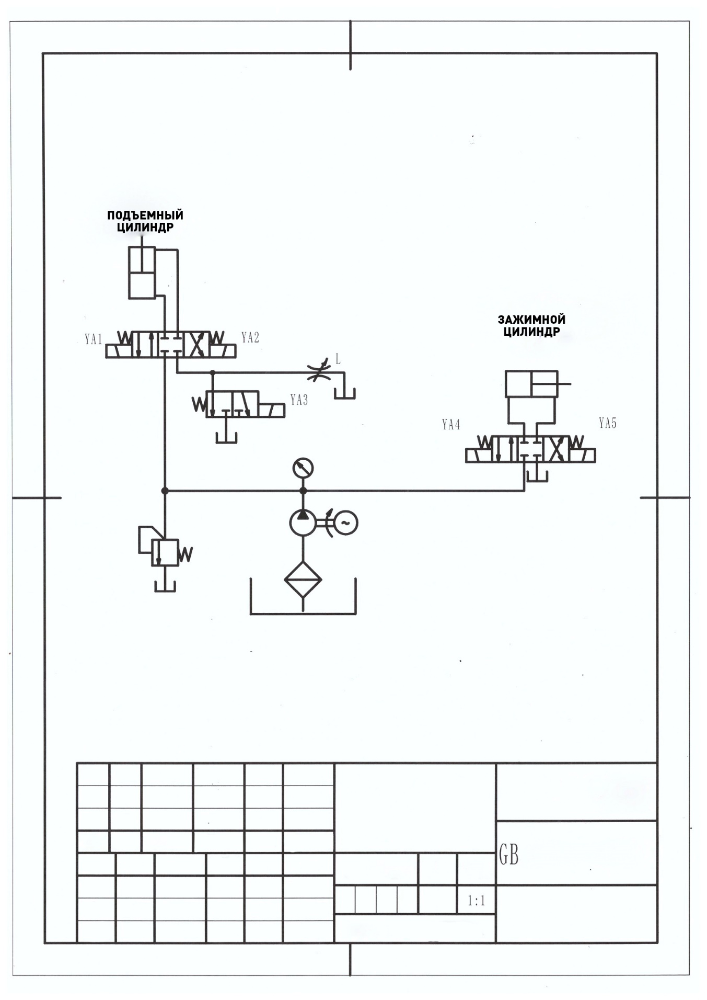 ПОДЪЕМНЫЙ
ЦИЛИНДР
ЗАЖИМНОЙ
ЦИЛИНДР
YA1
YA2
L
YA3
YA4
YA5
~
GB
1:1